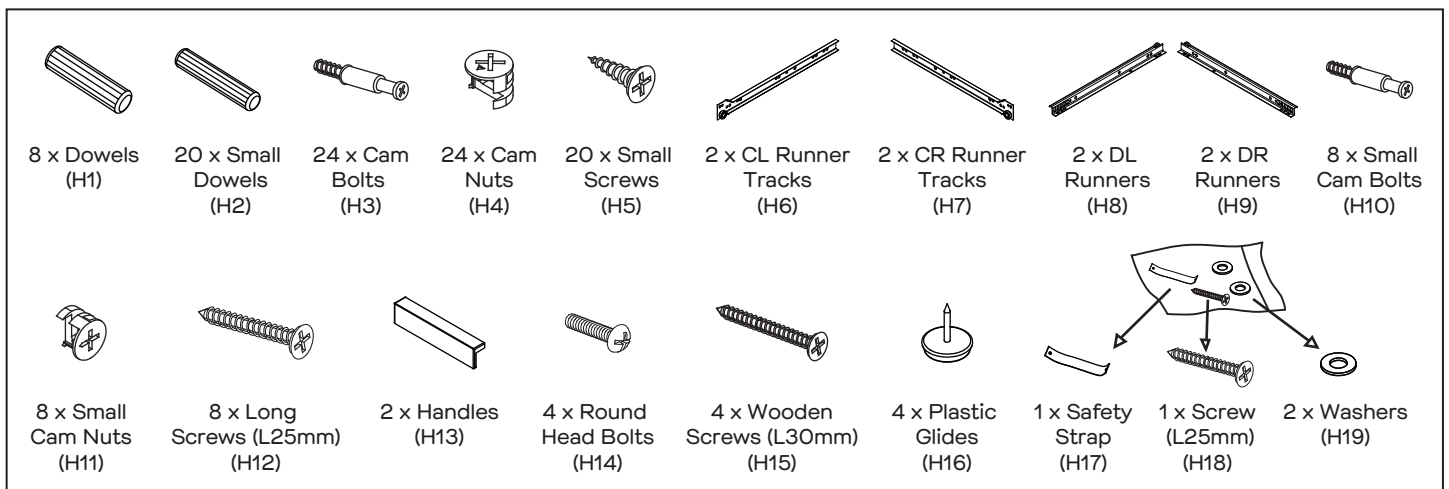 8 x Dowels
(H1)
20 x Small
Dowels
(H2)
24 x Cam
Bolts
(H3)
24 x Cam
Nuts
(H4)
20 x Small
Screws
(H5)
2 x CL Runner
Tracks
(H6)
2 x CR Runner
Tracks
(H7)
2 x DL
Runners
(H8)
2 x DR
Runners
(H9)
8 x Small
Cam Bolts
(H10)
8 x Small
Cam Nuts
(H11)
8 x Long
Screws (L25mm)
(H12)
2 x Handles
(H13)
4 x Round
Head Bolts
(H14)
4 x Wooden
Screws (L30mm)
(H15)
4 x Plastic
Glides
(H16)
1 x Safety
Strap
(H17)
1 x Screw
(L25mm)
(H18)
2 x Washers
(H19)